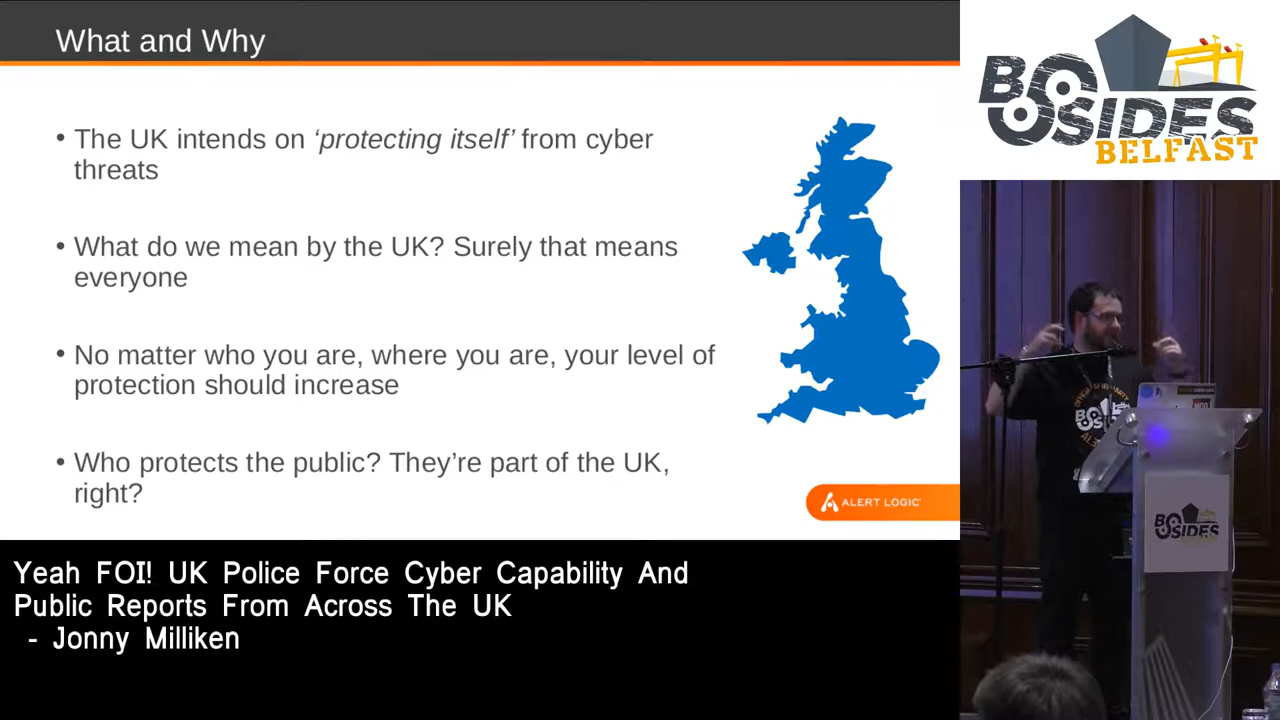 What and Why
• The UK intends on ‘protecting itself’ from cyber
threats
• What do we mean by the UK? Surely that means
everyone
• No matter who you are, where you are, your level of
protection should increase
• Who protects the public? They’re part of the UK,
right?
ALERT LOGIC
BSIDES
BELFAST
BSIDES
Yeah FOI! UK Police Force Cyber Capability And
Public Reports From Across The UK
- Jonny Milliken